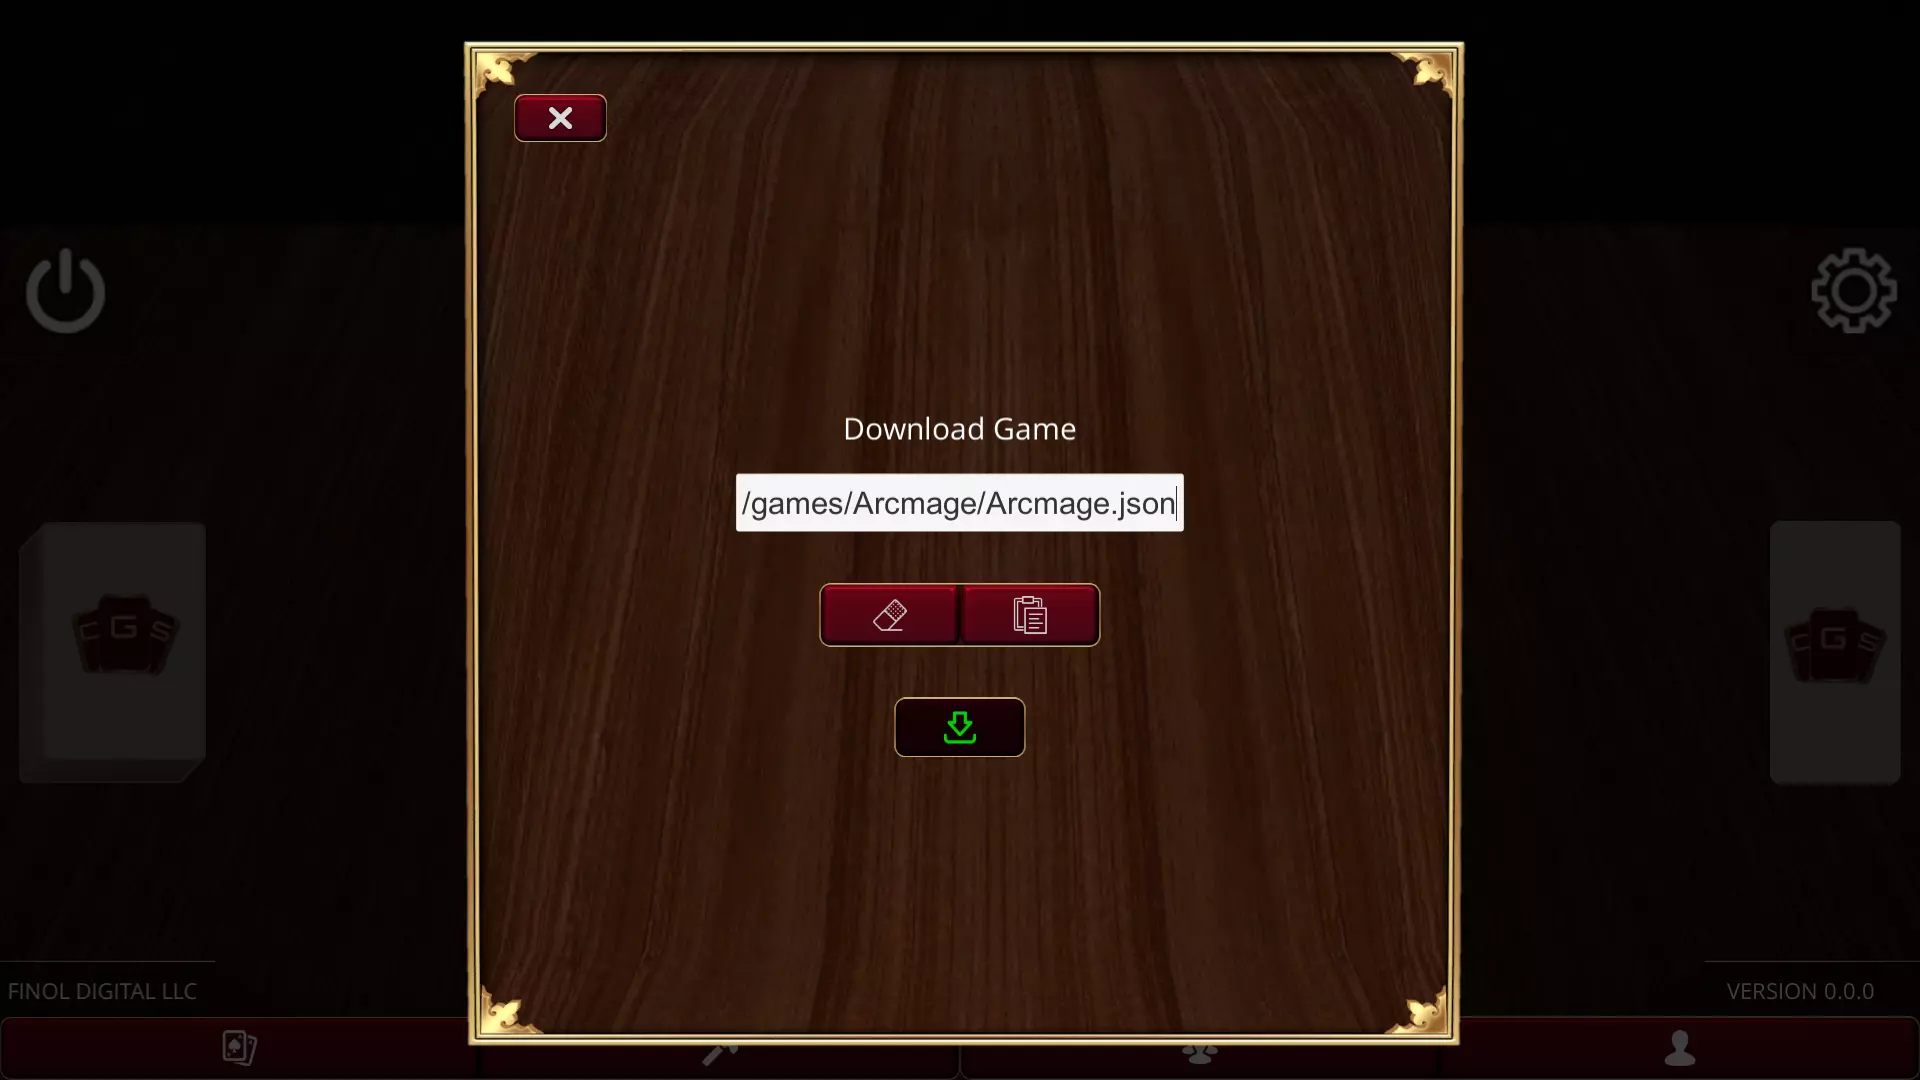 Download Game
/games/Arcmage/Arcmage.json
CGS
CGS
FINOL DIGITAL LLC
VERSION 0.0.0